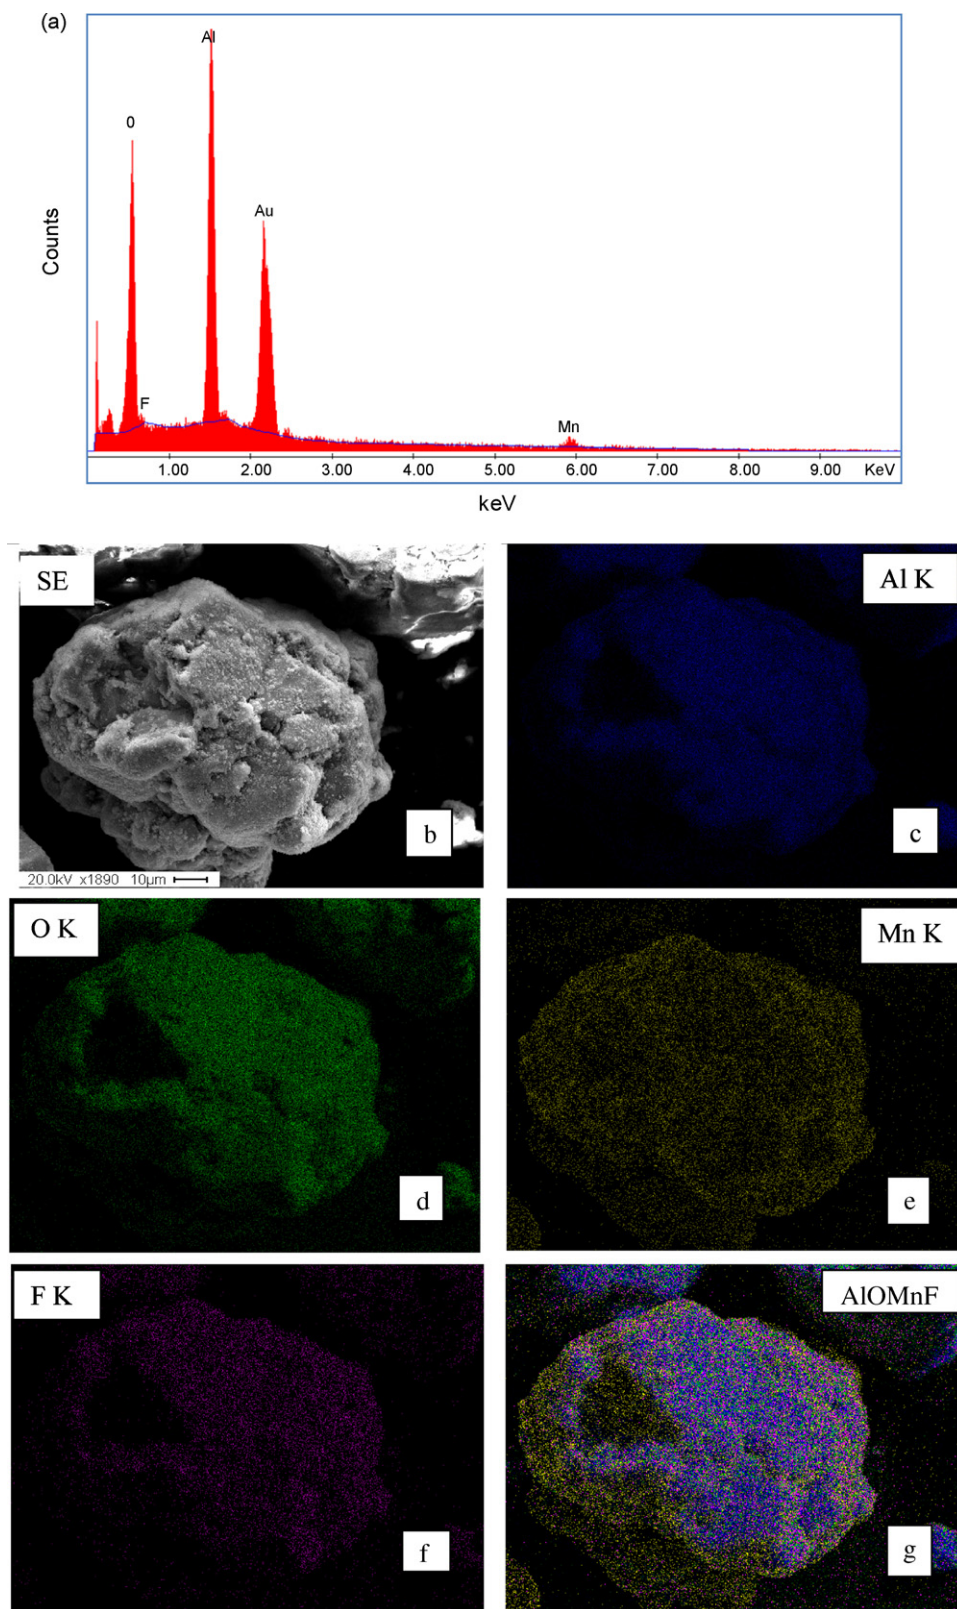 (a)
Al
0
Au
F
Mn
Counts
1.00 2.00 3.00 4.00 5.00 6.00 7.00 8.00 9.00 KeV
keV
SE
b
20.0kV x1890 10µm
Al K
c
O K
d
Mn K
e
F K
f
AlOMnF
g